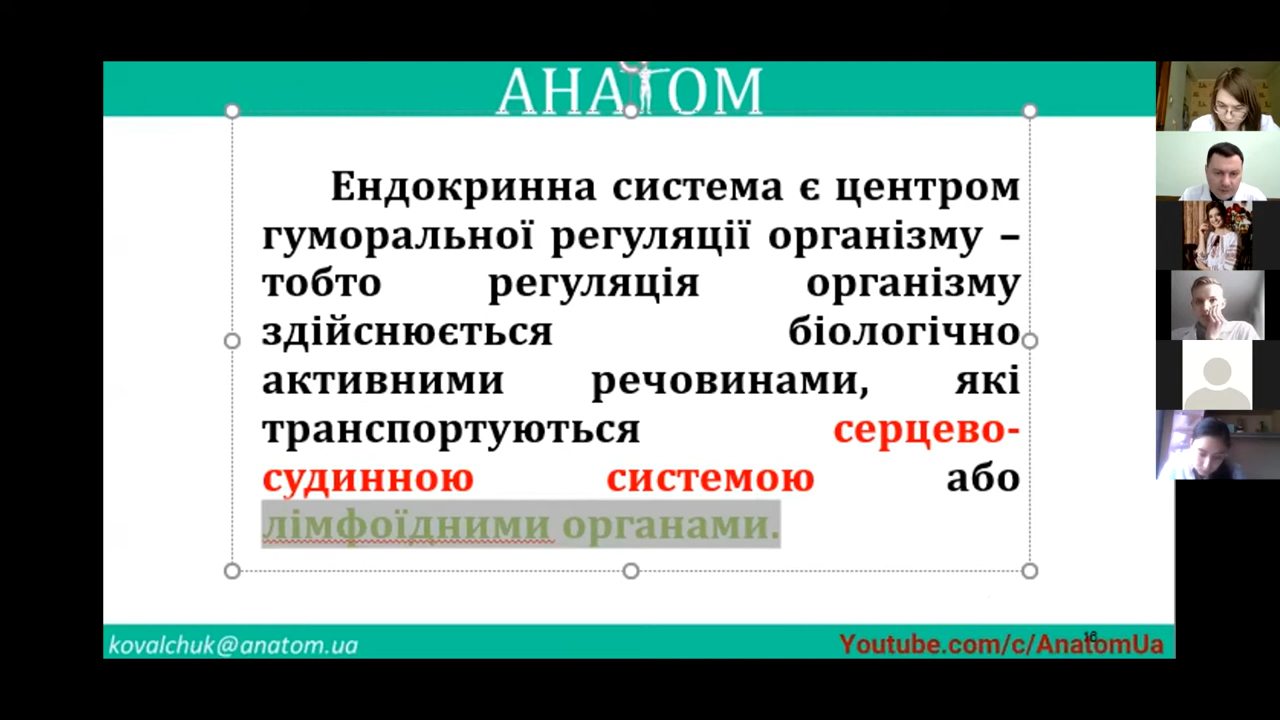 АНАТОМ
Ендокринна система є центром
гуморальної регуляції організму –
тобто регуляція організму
здійснюється біологічно
активними речовинами, які
транспортуються серцево-
судинною системою або
лімфоїдними органами.
kovalchuk@anatom.ua
Youtube.com/c/AnatomUa
16